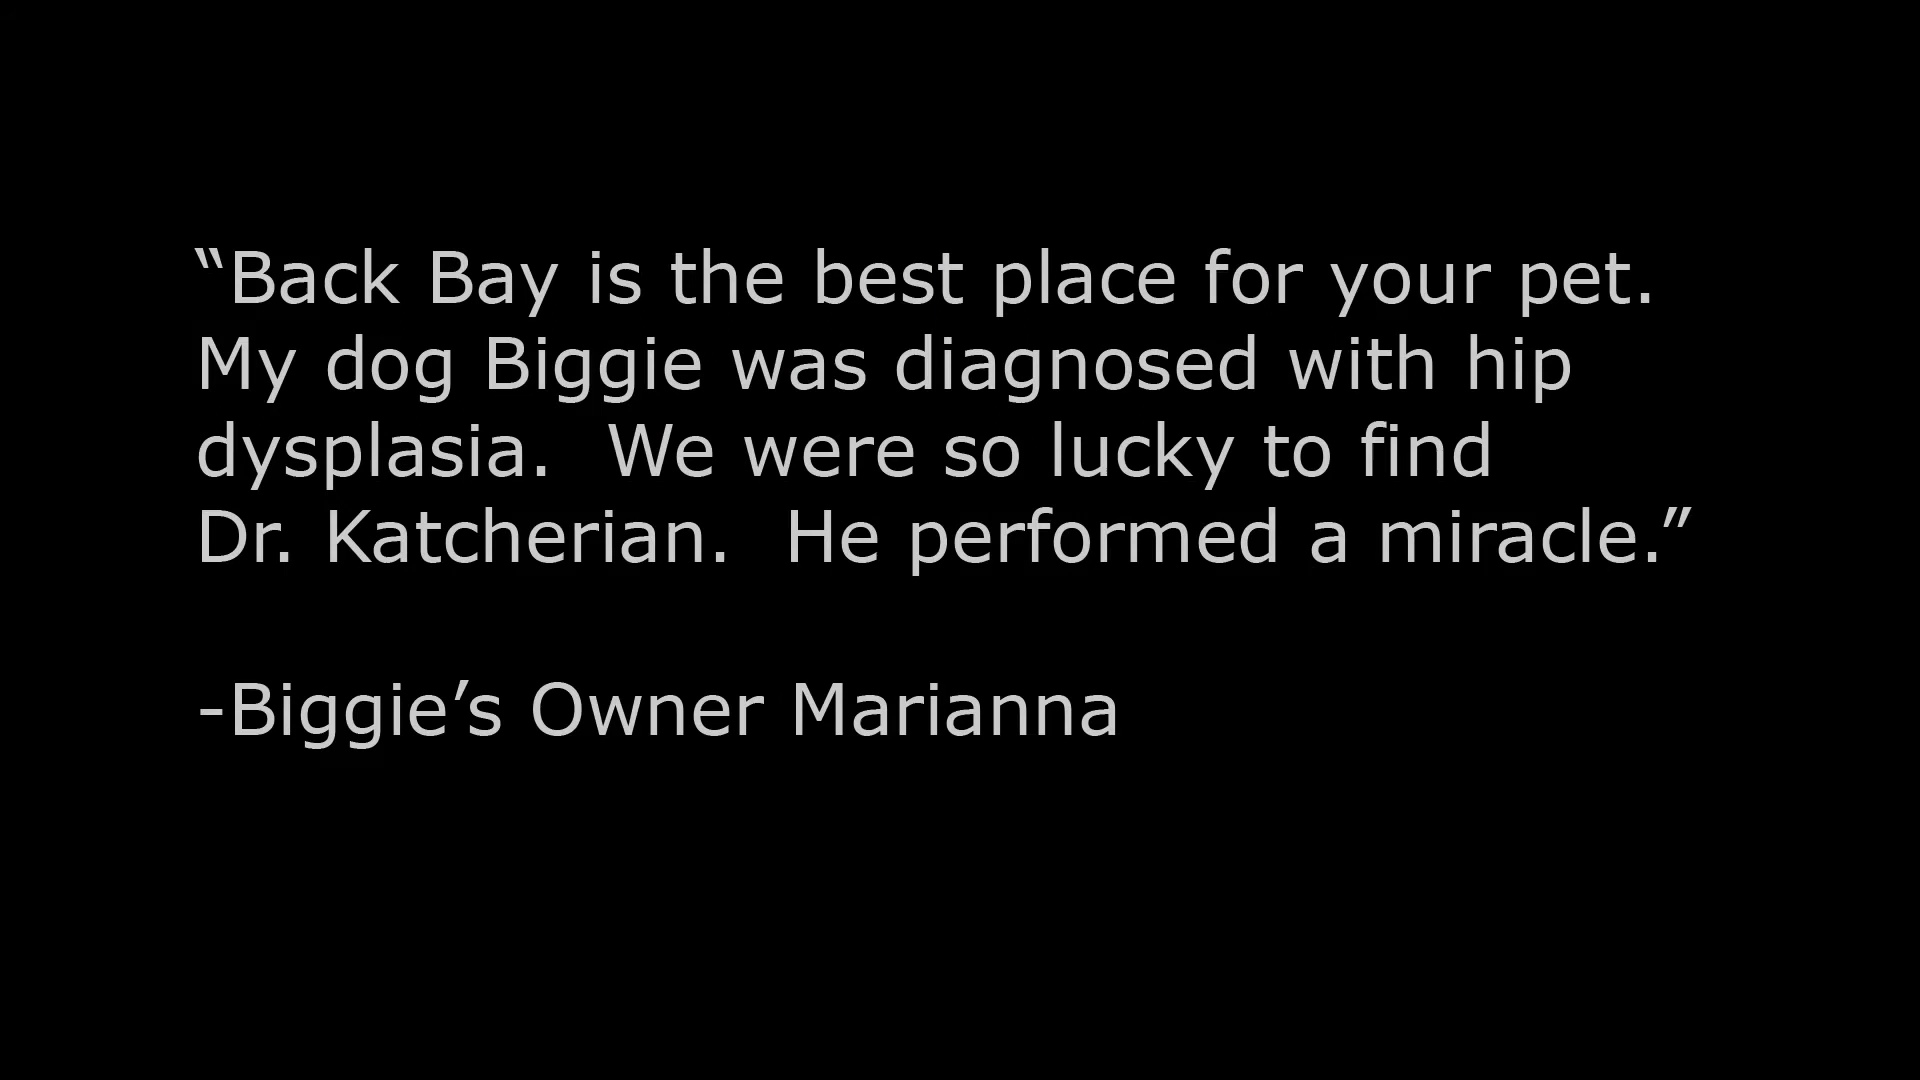 “Back Bay is the best place for your pet.
My dog Biggie was diagnosed with hip
dysplasia.  We were so lucky to find
Dr. Katcherian.  He performed a miracle.”
-Biggie’s Owner Marianna